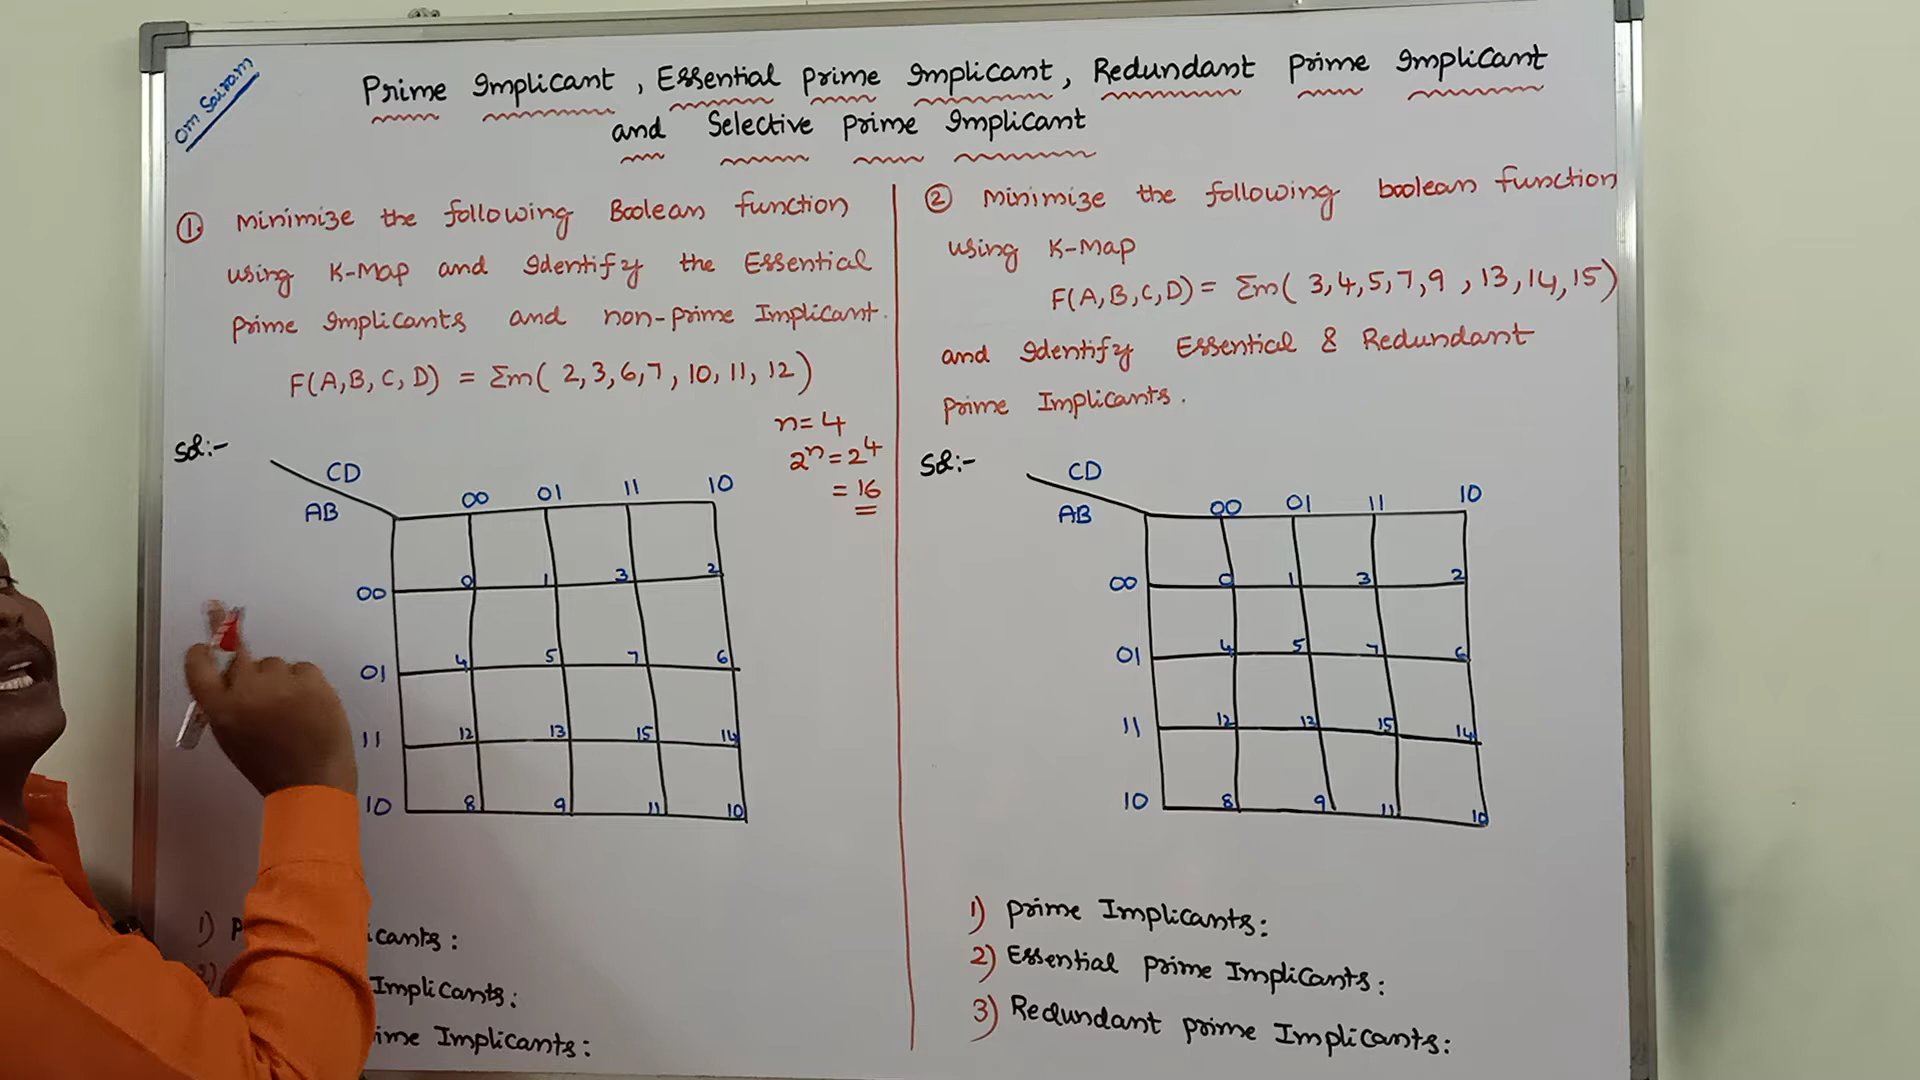 Om Sairam
Prime Implicant, Essential Prime Implicant, Redundant Prime Implicant
and Selective Prime Implicant
① Minimize the following Boolean function
using K-Map and Identify the Essential
Prime Implicants and non-prime Implicant.
F(A,B,C,D) = Σm( 2,3,6,7,10,11,12)
n=4
2ⁿ=2⁴
=16
Sol:-
CD
AB
00 01 11 10
0 1 3 2
00
4 5 7 6
01
12 13 15 14
11
8 9 11 10
10
1) P
icants:
2)
Implicants:
ime Implicants:
② Minimize the following boolean function
using K-Map
F(A,B,C,D) = Σm( 3,4,5,7,9 ,13,14,15)
and Identify Essential & Redundant
Prime Implicants.
Sol:-
CD
AB
00 01 11 10
0 1 3 2
00
4 5 7 6
01
12 13 15 14
11
8 9 11 10
10
1) Prime Implicants:
2) Essential Prime Implicants:
3) Redundant Prime Implicants: